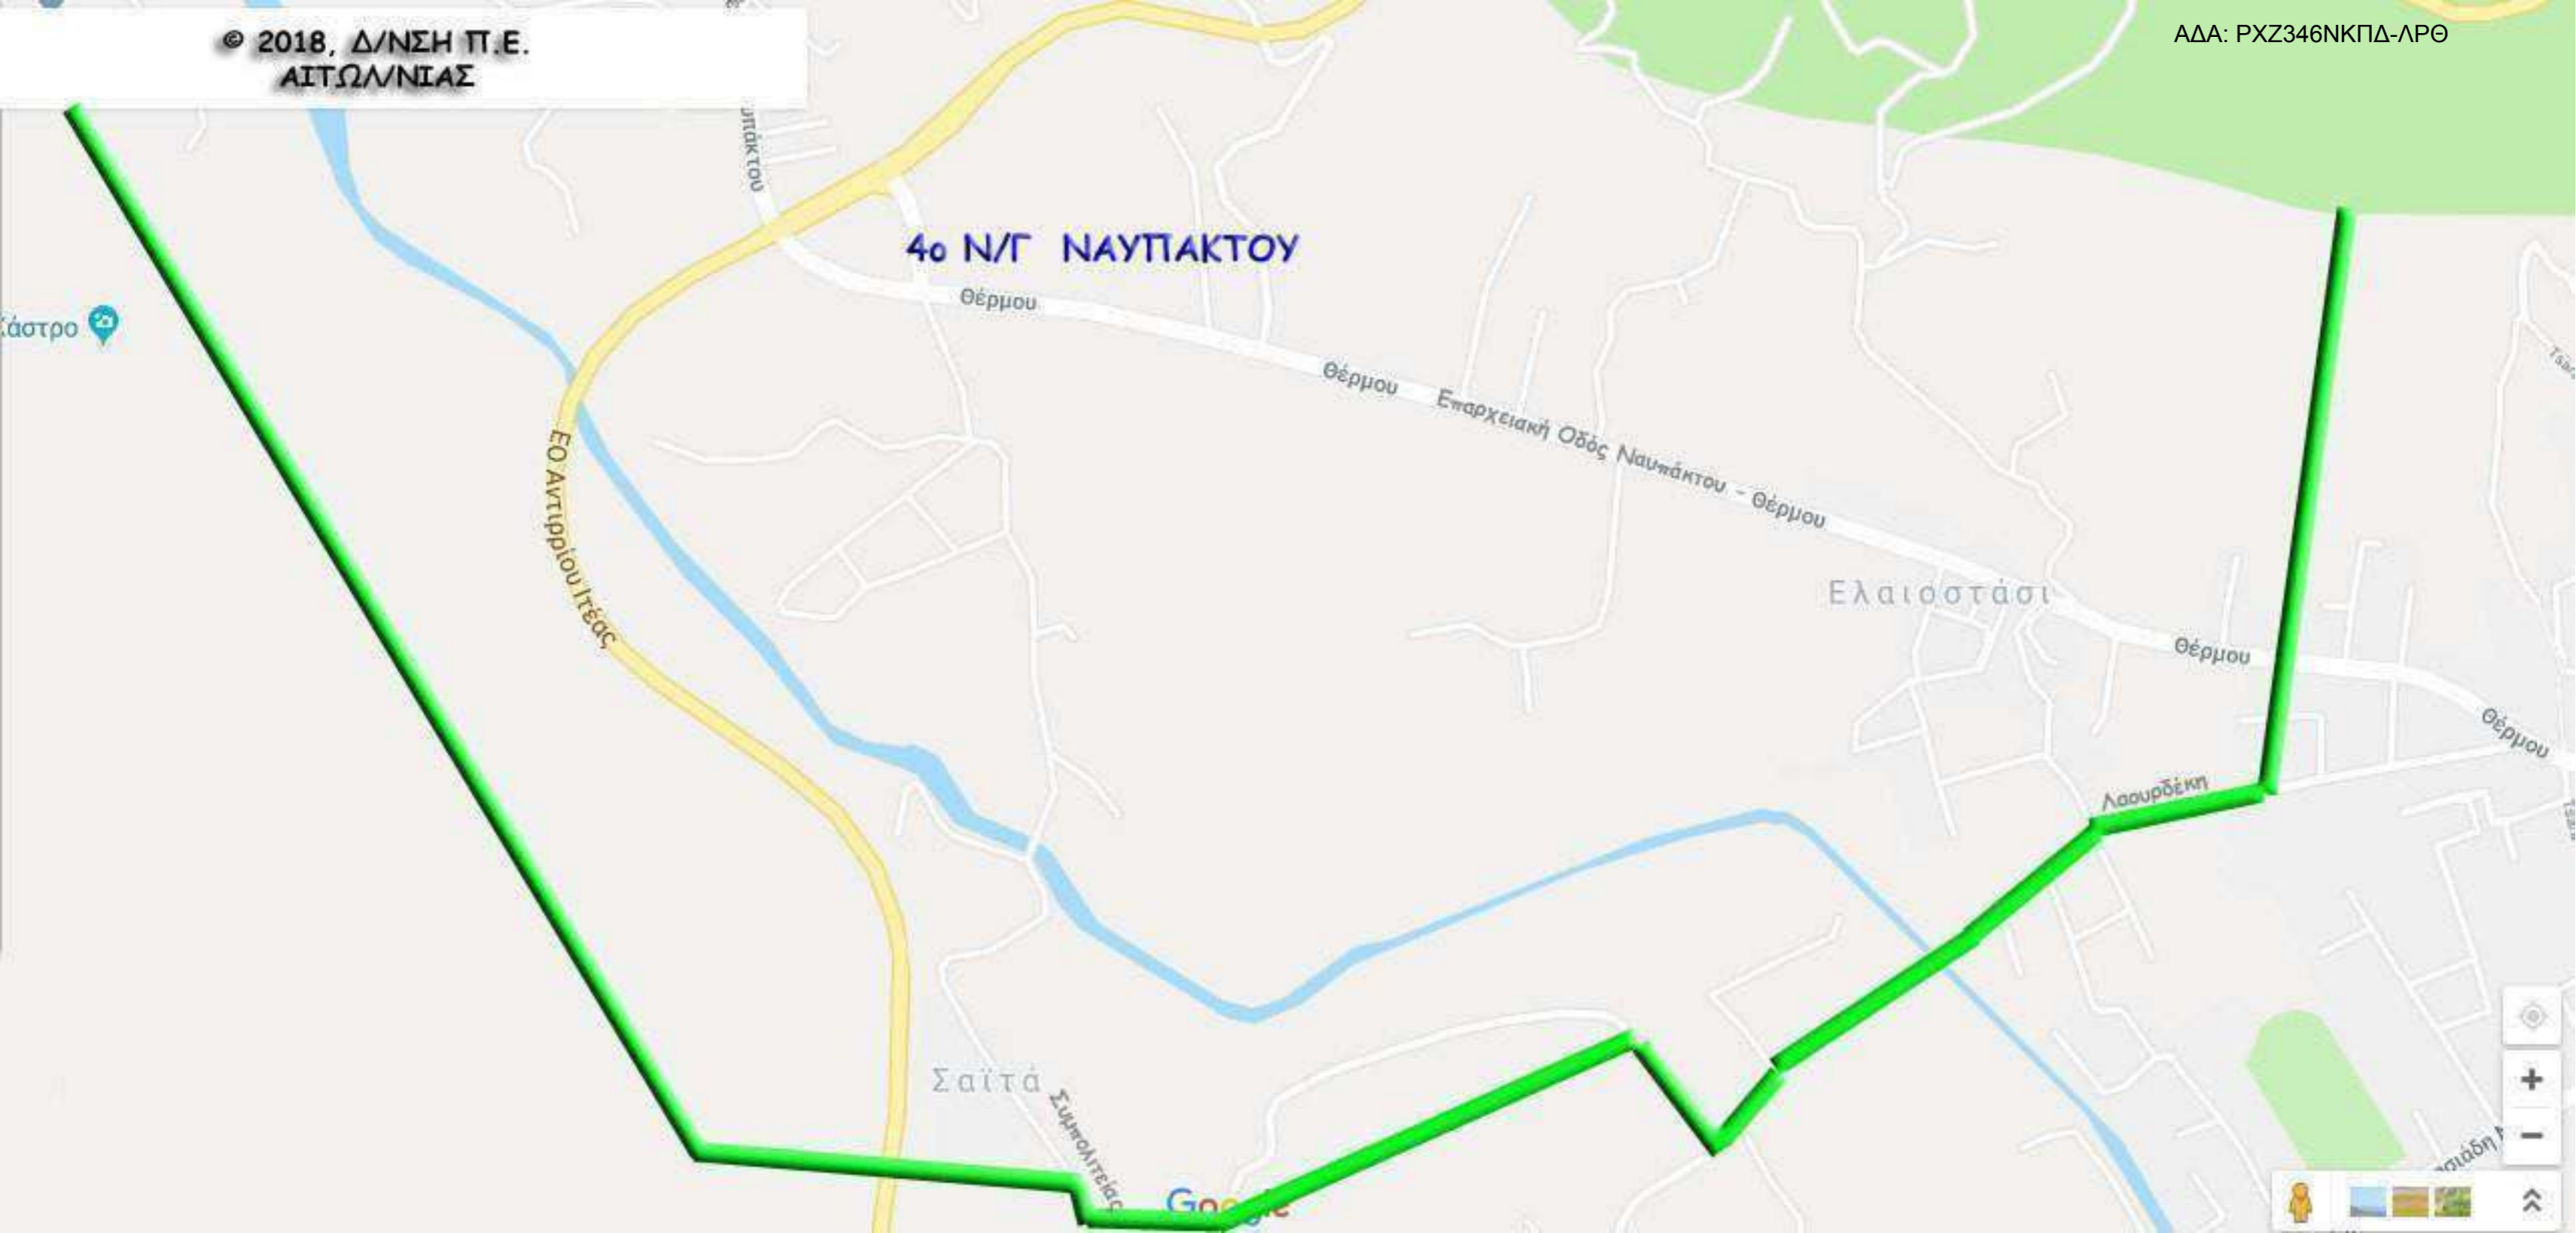 © 2018, Δ/ΝΣΗ Π.Ε.
ΑΙΤΩΛ/ΝΙΑΣ
ΑΔΑ: ΡΧΖ346ΝΚΠΔ-ΛΡΘ
4ο Ν/Γ ΝΑΥΠΑΚΤΟΥ
Θέρμου
Θέρμου
Επαρχειακή Οδός Ναυπάκτου - Θέρμου
ΕΟ Αντιρρίου Ιτέας
Ελαιοστάσι
Θέρμου
Θέρμου
Λαουρδέκη
Σαϊτά
Συμπολιτείας
Google